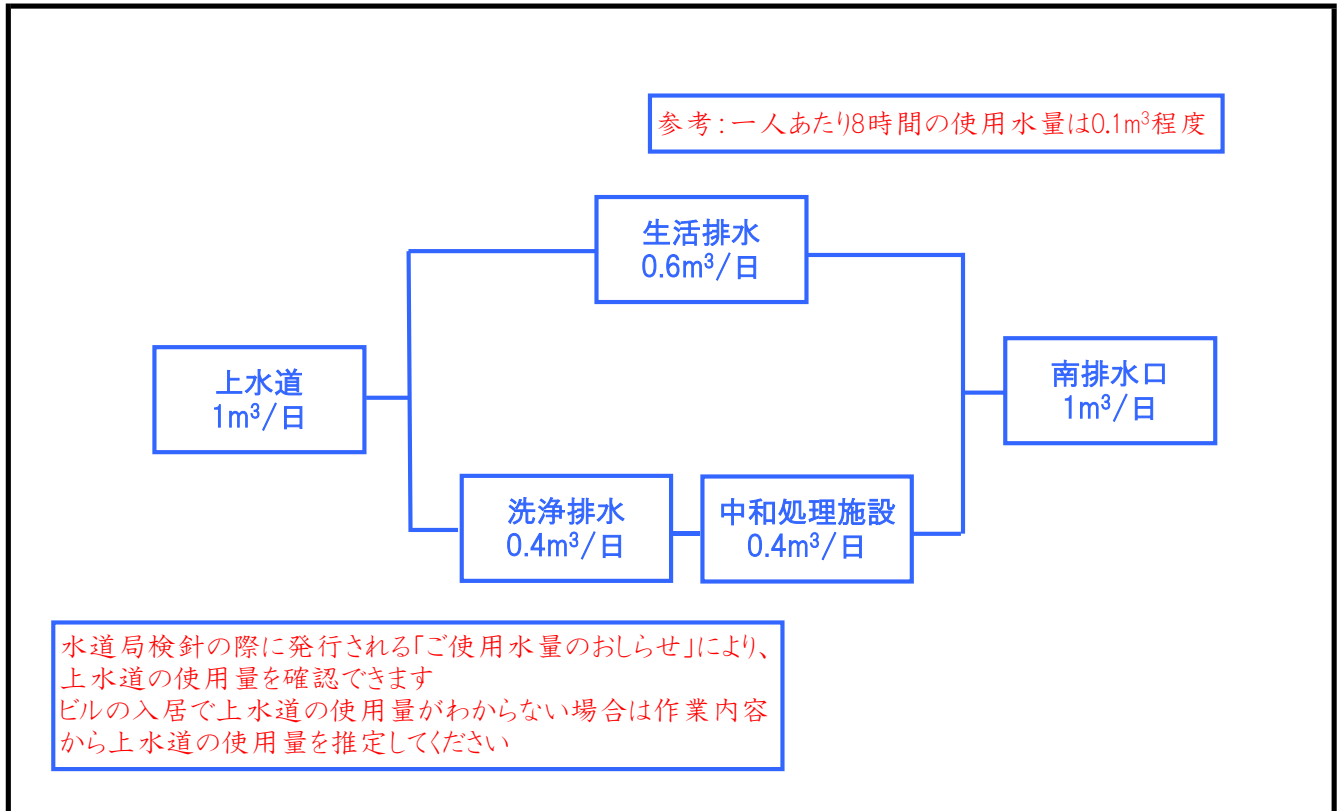 参考:一人あたり8時間の使用水量は0.1m³程度
生活排水
0.6m³/日
上水道
1m³/日
南排水口
1m³/日
洗浄排水
0.4m³/日
中和処理施設
0.4m³/日
水道局検針の際に発行される「ご使用水量のおしらせ」により、
上水道の使用量を確認できます
ビルの入居で上水道の使用量がわからない場合は作業内容
から上水道の使用量を推定してください